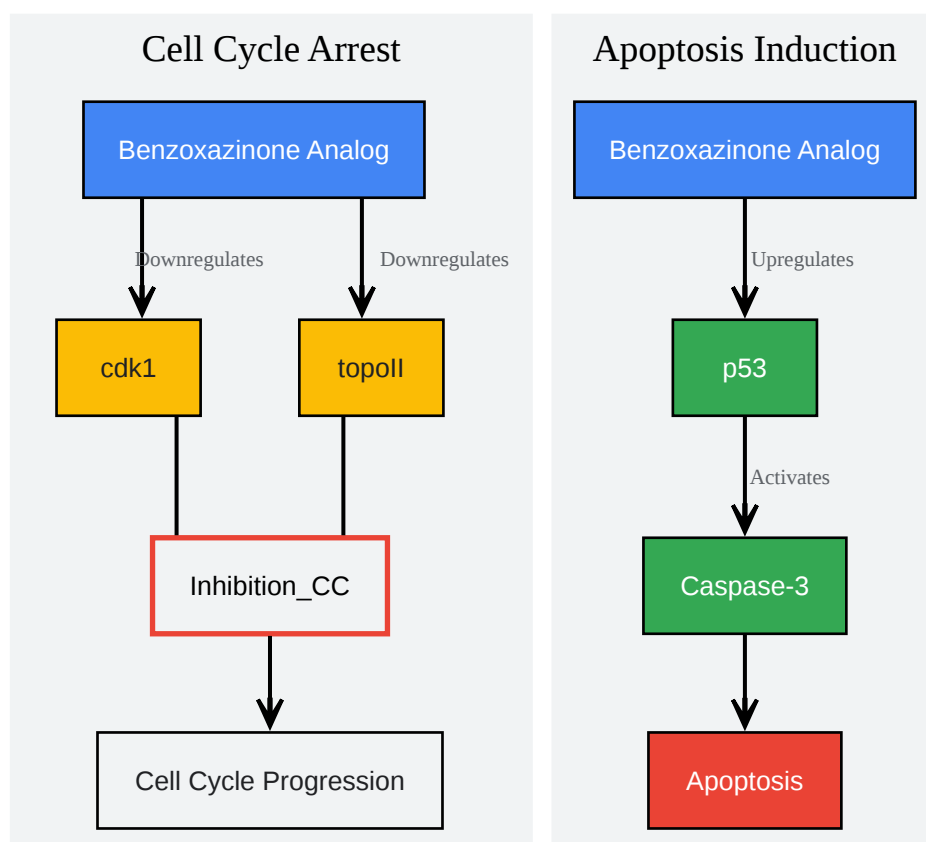 Cell Cycle Arrest
Benzoxazinone Analog
Downregulates
Downregulates
cdk1
topoII
Inhibition_CC
Cell Cycle Progression
Apoptosis Induction
Benzoxazinone Analog
Upregulates
p53
Activates
Caspase-3
Apoptosis